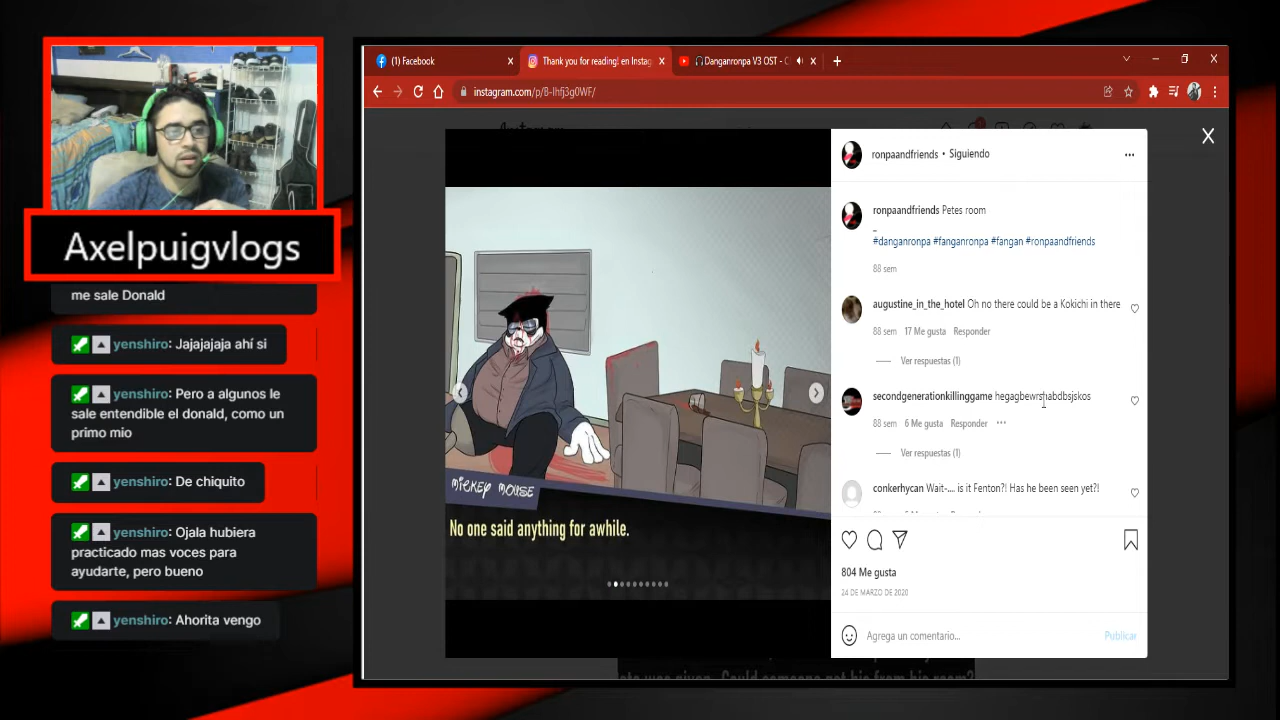 Axelpuigvlogs
me sale Donald
yenshiro: Jajajajaja ahí si
yenshiro: Pero a algunos le
sale entendible el donald, como un
primo mio
yenshiro: De chiquito
yenshiro: Ojala hubiera
practicado mas voces para
ayudarte, pero bueno
yenshiro: Ahorita vengo
(1) Facebook
Thank you for reading! en Instag
Danganronpa V3 OST - C
instagram.com/p/B-Ihfj3g0WF/
MICKEY MOUSE
No one said anything for awhile.
ronpaandfriends • Siguiendo
ronpaandfriends Petes room
_
#danganronpa #fanganronpa #fangan #ronpaandfriends
88 sem
augustine_in_the_hotel Oh no there could be a Kokichi in there
88 sem 17 Me gusta Responder
Ver respuestas (1)
secondgenerationkillinggame
88 sem 6 Me gusta Responder
Ver respuestas (1)
conkerhycan Wait-.... is it Fenton?! Has he been seen yet?!
804 Me gusta
24 DE MARZO DE 2020
Agrega un comentario...
Publicar